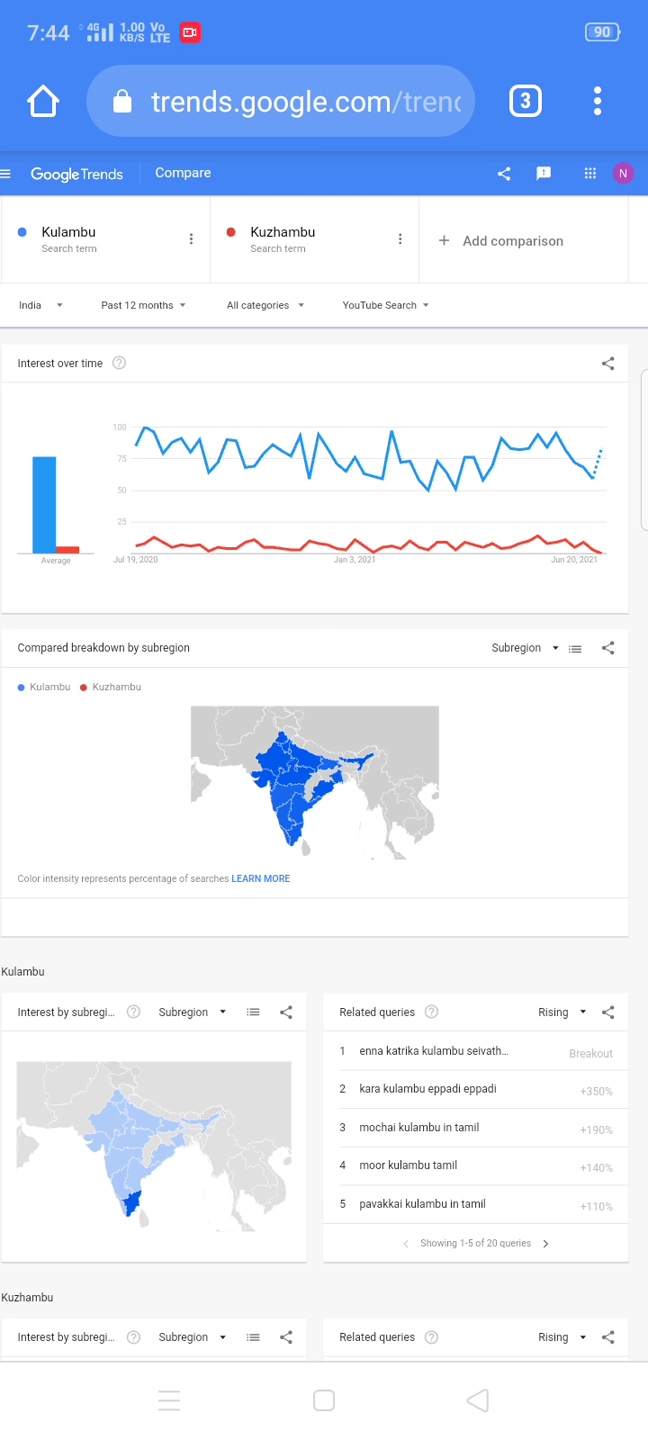 7:44 4G 1.00 KB/S Vo LTE 90
trends.google.com/trenc 3
Google Trends Compare N
Kulambu
Search term
Kuzhambu
Search term
+ Add comparison
India Past 12 months All categories YouTube Search
Interest over time
100
75
50
25
Average
Jul 19, 2020 Jan 3, 2021 Jun 20, 2021
Compared breakdown by subregion Subregion
Kulambu Kuzhambu
Color intensity represents percentage of searches LEARN MORE
Kulambu
Interest by subregi... Subregion
Related queries Rising
1 enna katrika kulambu seivath... Breakout
2 kara kulambu eppadi eppadi +350%
3 mochai kulambu in tamil +190%
4 moor kulambu tamil +140%
5 pavakkai kulambu in tamil +110%
Showing 1-5 of 20 queries
Kuzhambu
Interest by subregi... Subregion
Related queries Rising